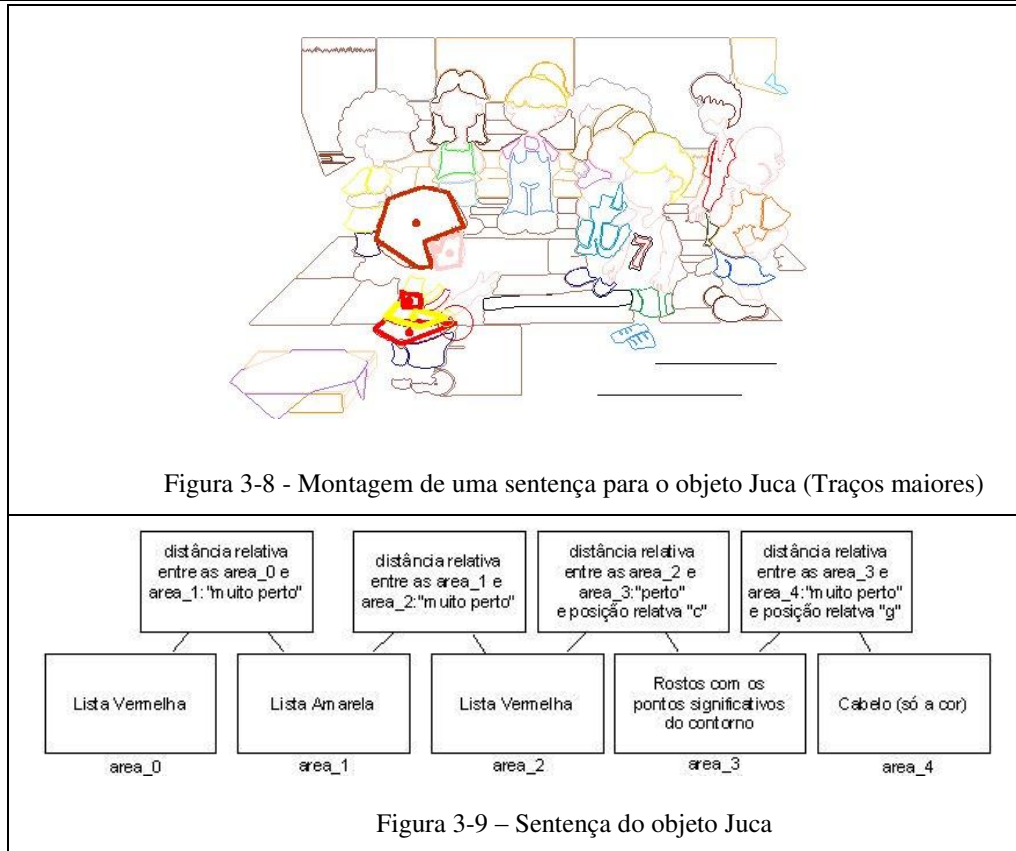 7
Figura 3-8 - Montagem de uma sentença para o objeto Juca (Traços maiores)
distância relativa
entre as area_0 e
area_1:"muito perto"
distância relativa
entre as area_1 e
area_2:"muito perto"
distância relativa
entre as area_2 e
area_3:"perto"
e posição relatva "c"
distância relativa
entre as area_3 e
area_4:"muito perto"
e posição relatva "g"
Lista Vermelha
Lista Amarela
Lista Vermelha
Rostos com os
pontos significativos
do contorno
Cabelo (só a cor)
area_0
area_1
area_2
area_3
area_4
Figura 3-9 – Sentença do objeto Juca